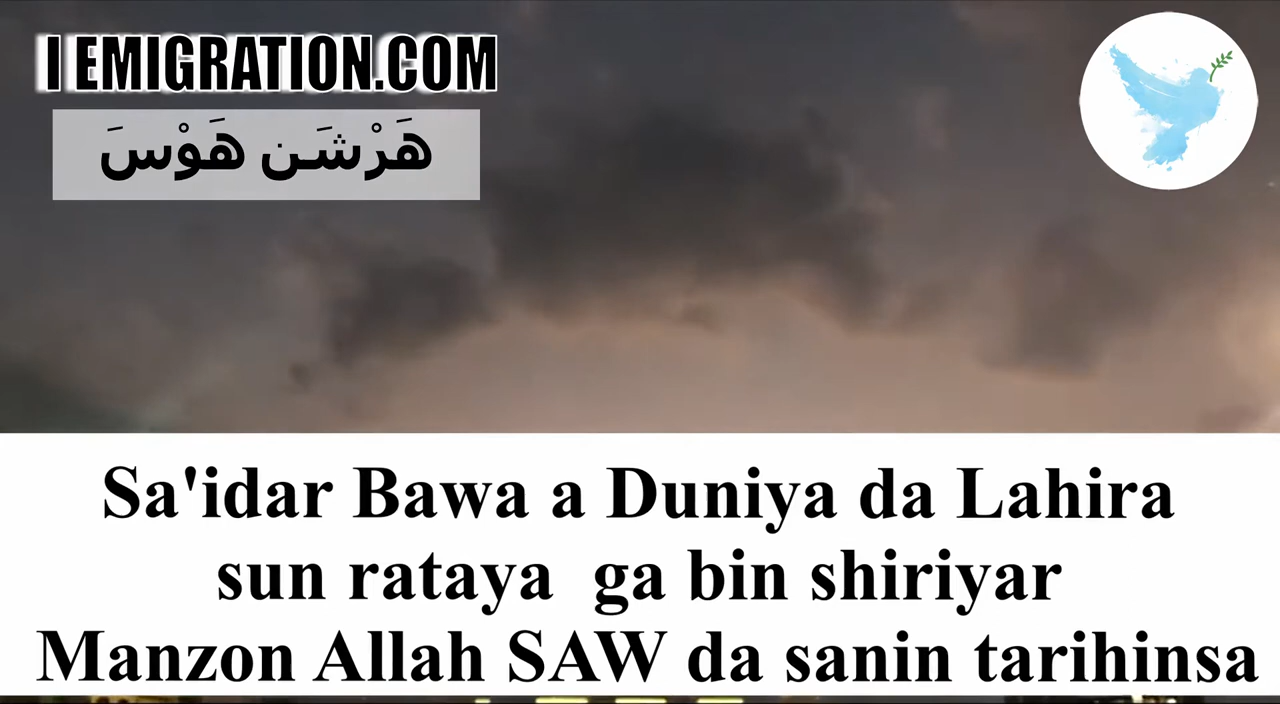 I EMIGRATION.COM
هَرْشَن هَوْسَ
Sa'idar Bawa a Duniya da Lahira
sun rataya ga bin shiriyar
Manzon Allah SAW da sanin tarihinsa